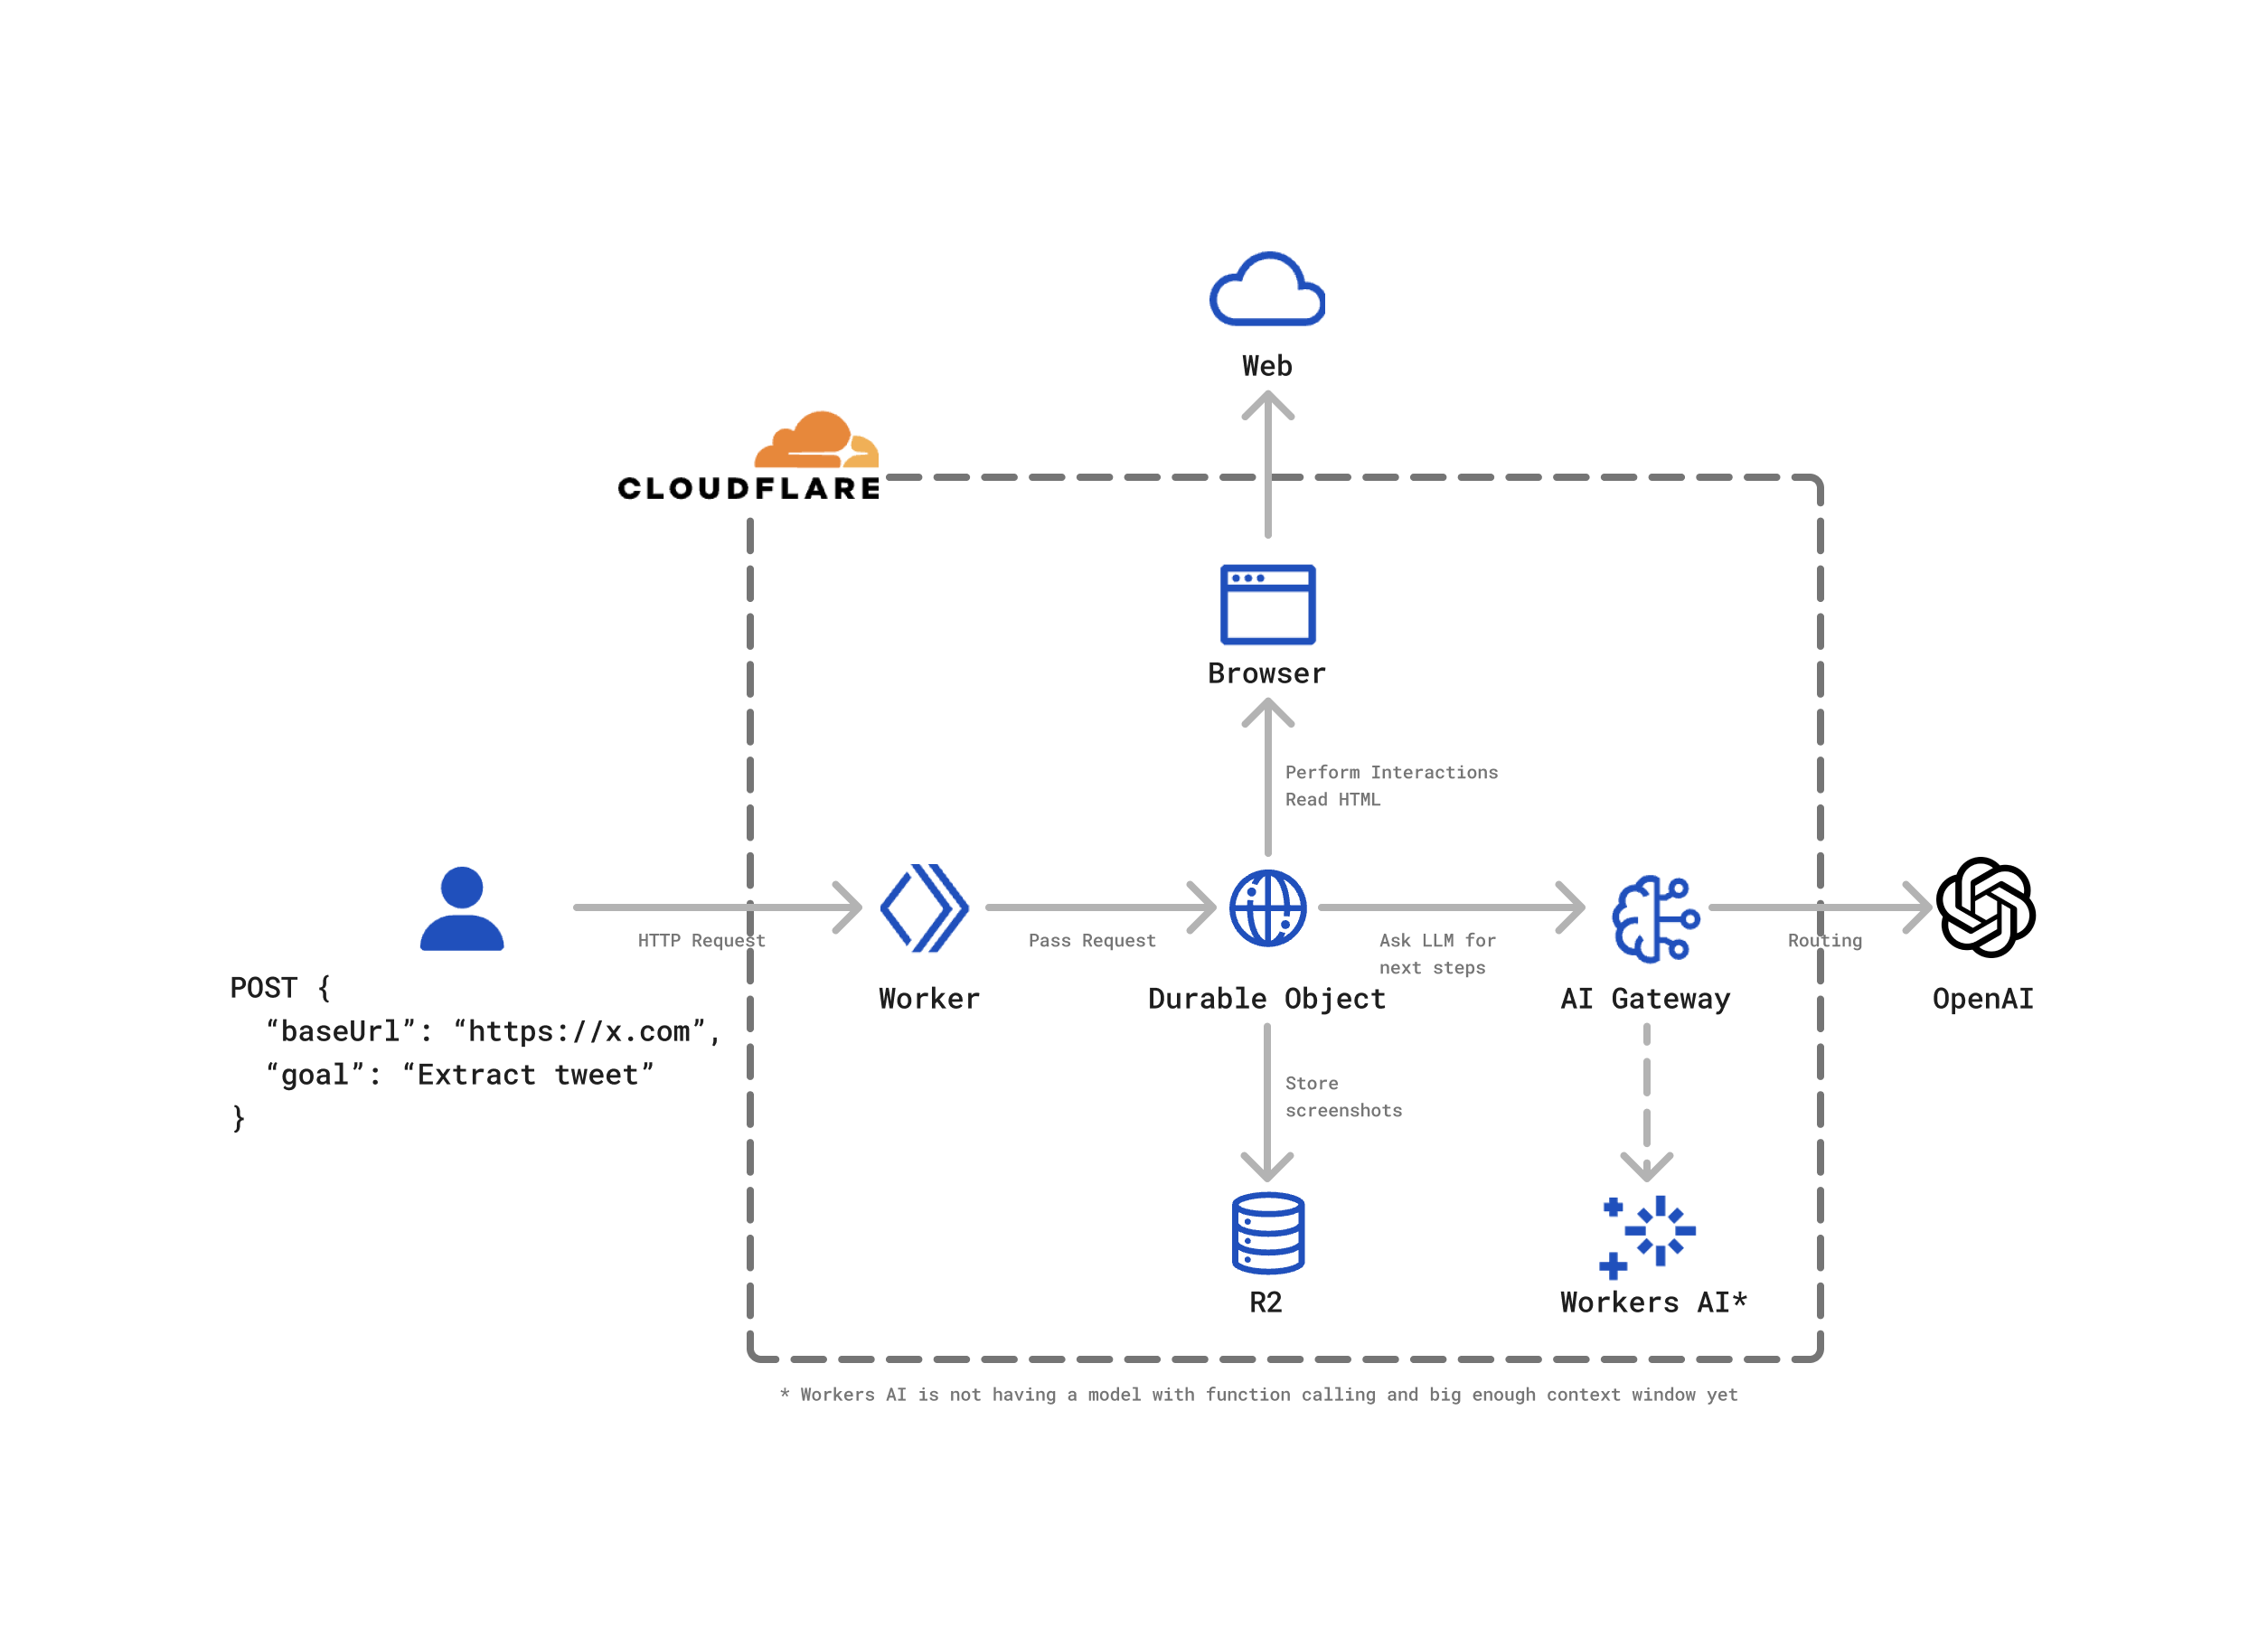 Web
CLOUDFLARE
Browser
Perform Interactions
Read HTML
HTTP Request
Pass Request
Ask LLM for
next steps
Routing
POST {
“baseUrl”: “https://x.com”,
“goal”: “Extract tweet”
}
Worker
Durable Object
AI Gateway
OpenAI
Store
screenshots
R2
Workers AI*
* Workers AI is not having a model with function calling and big enough context window yet